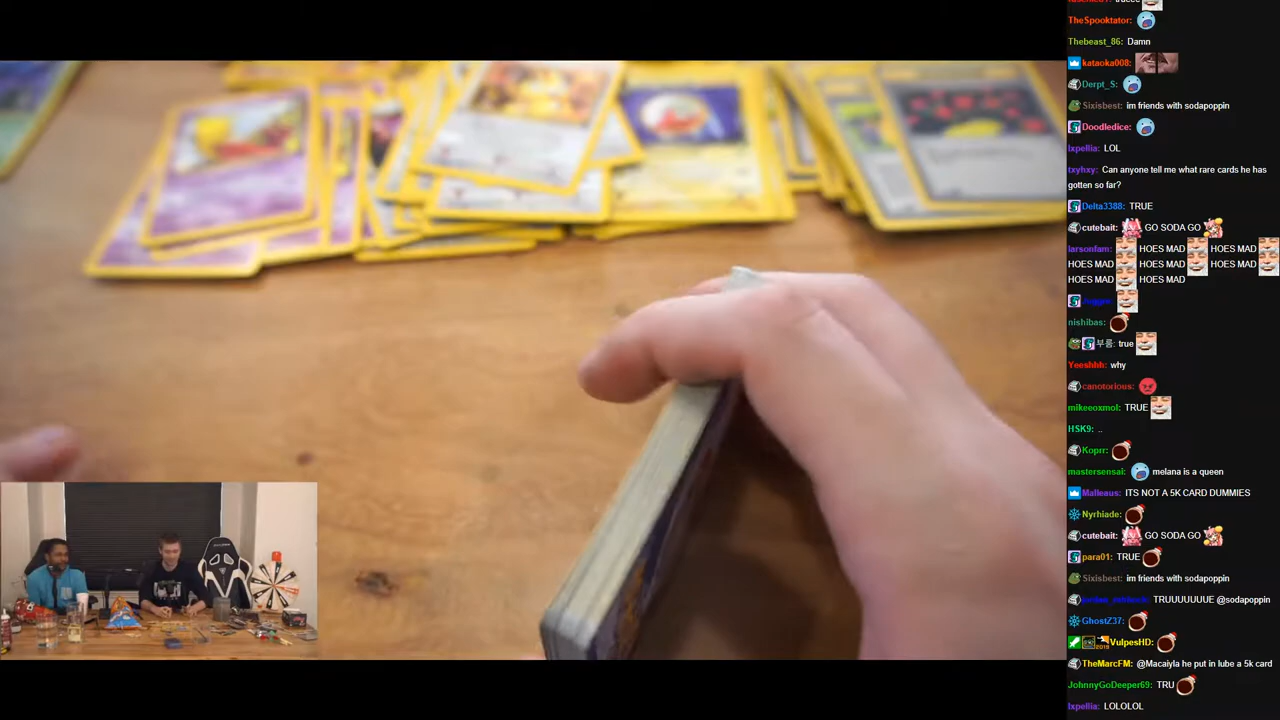 TheSpooktator:
Thebeast_86: Damn
kataoka008:
Derpt_S:
Sixisbest: im friends with sodapoppin
Doodledice:
lxpellia: LOL
txyhxy: Can anyone tell me what rare cards he has
gotten so far?
Delta3388: TRUE
cutebait: GO SODA GO
larsonfam: HOES MAD HOES MAD
HOES MAD HOES MAD HOES MAD
HOES MAD HOES MAD
nishibas:
부룽: true
Yeeshhh: why
canotorious:
mikeeoxmol: TRUE
HSK9: ..
Koprr:
mastersensai: melana is a queen
Malleaus: ITS NOT A 5K CARD DUMMIES
Nyrhiade:
cutebait: GO SODA GO
para01: TRUE
Sixisbest: im friends with sodapoppin
TRUUUUUUUE @sodapoppin
GhostZ37:
VulpesHD:
TheMarcFM: @Macaiyla he put in lube a 5k card
JohnnyGoDeeper69: TRU
lxpellia: LOLOLOL